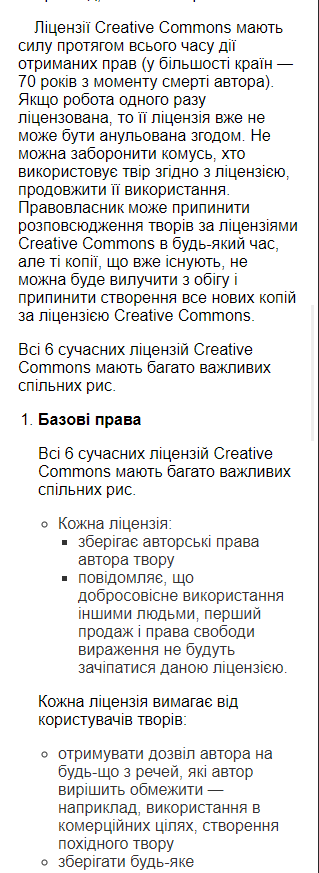 Ліцензії Creative Commons мають
силу протягом всього часу дії
отриманих прав (у більшості країн —
70 років з моменту смерті автора).
Якщо робота одного разу
ліцензована, то її ліцензія вже не
може бути анульована згодом. Не
можна заборонити комусь, хто
використовує твір згідно з ліцензією,
продовжити її використання.
Правовласник може припинити
розповсюдження творів за ліцензіями
Creative Commons в будь-який час,
але ті копії, що вже існують, не
можна буде вилучити з обігу і
припинити створення все нових копій
за ліцензією Creative Commons.
Всі 6 сучасних ліцензій Creative
Commons мають багато важливих
спільних рис.
1. Базові права
Всі 6 сучасних ліцензій Creative
Commons мають багато важливих
спільних рис.
Кожна ліцензія:
зберігає авторські права
автора твору
повідомляє, що
добросовісне використання
іншими людьми, перший
продаж і права свободи
вираження не будуть
зачіпатися даною ліцензією.
Кожна ліцензія вимагає від
користувачів творів:
отримувати дозвіл автора на
будь-що з речей, які автор
вирішить обмежити —
наприклад, використання в
комерційних цілях, створення
похідного твору
зберігати будь-яке